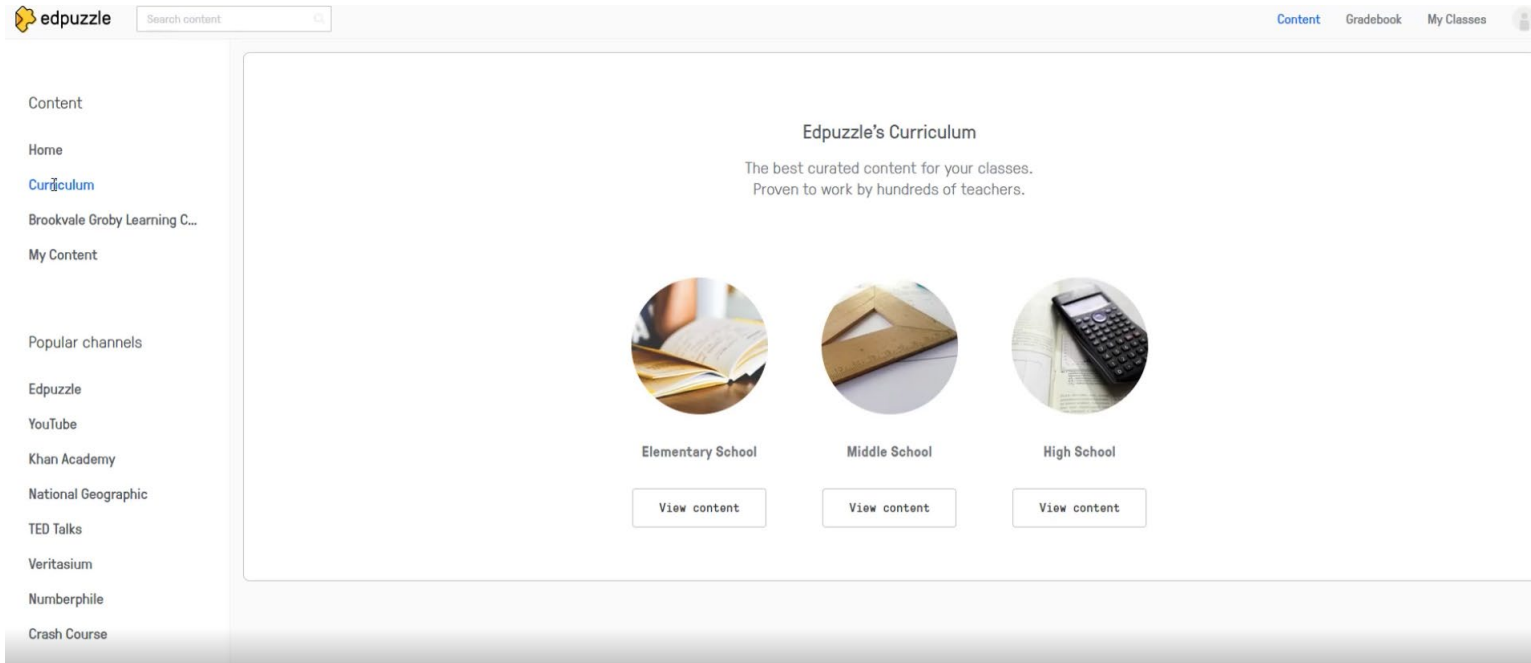 edpuzzle
Search content
Content
Gradebook
My Classes
Content
Home
Curriculum
Brookvale Groby Learning C...
My Content
Popular channels
Edpuzzle
YouTube
Khan Academy
National Geographic
TED Talks
Veritasium
Numberphile
Crash Course
Edpuzzle's Curriculum
The best curated content for your classes.
Proven to work by hundreds of teachers.
Elementary School
Middle School
High School
View content
View content
View content